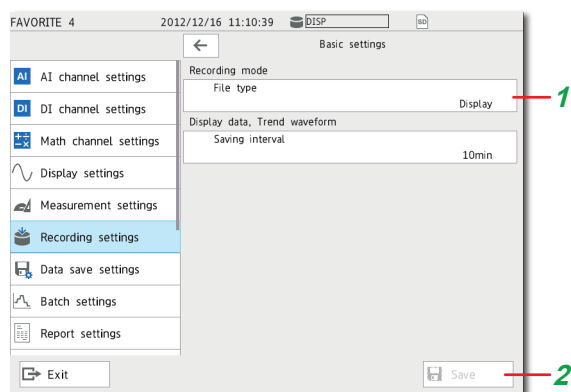 FAVORITE 4 2012/12/16 11:10:39 DISP SD
Basic settings
Recording mode
File type
Display
1
Display data, Trend waveform
Saving interval
10min
AI AI channel settings
DI DI channel settings
Math channel settings
Display settings
Measurement settings
Recording settings
Data save settings
Batch settings
Report settings
Exit
Save
2